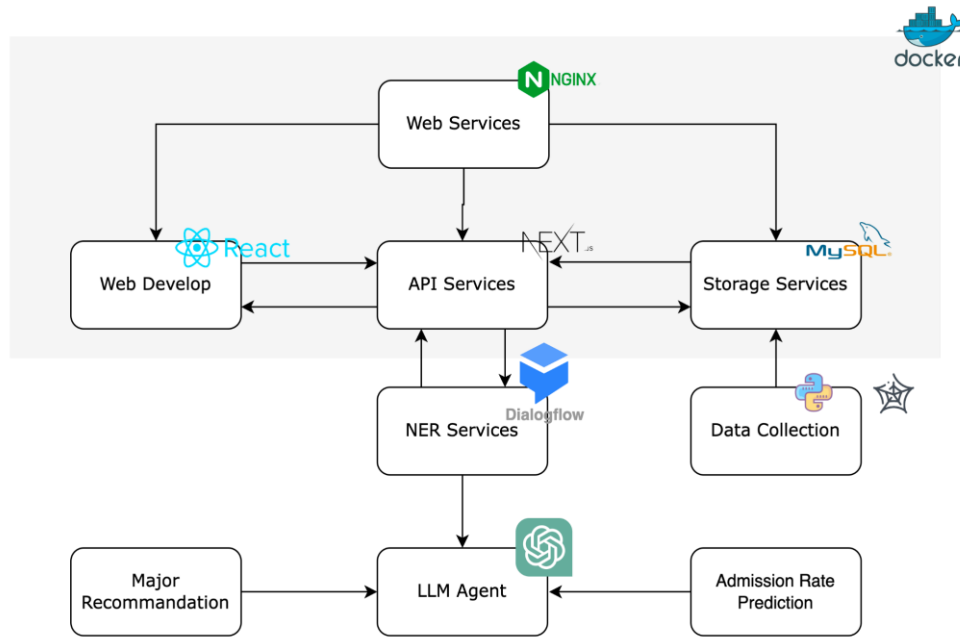 docker
NGINX
Web Services
React
NEXT.JS
MySQL
Web Develop
API Services
Storage Services
Dialogflow
NER Services
Data Collection
Major
Recommandation
LLM Agent
Admission Rate
Prediction